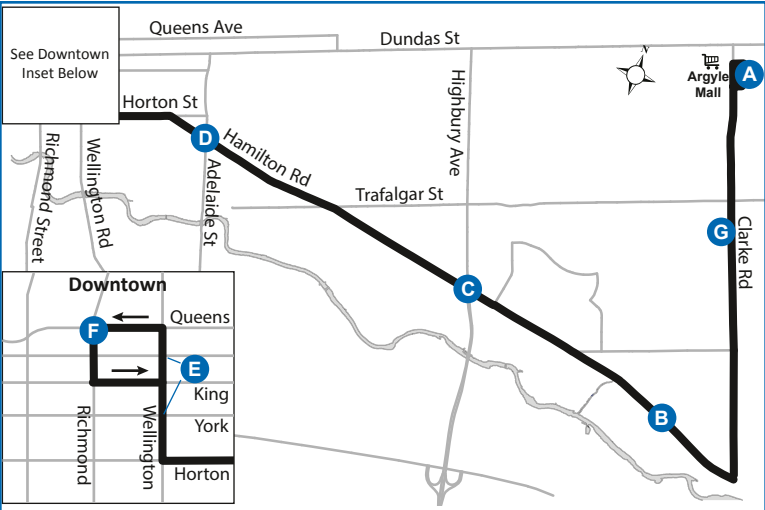 Queens Ave
Dundas St
See Downtown
Inset Below
N
Argyle
Mall
A
Horton St
Highbury Ave
D
Hamilton Rd
Richmond Street
Wellington Rd
Adelaide St
Trafalgar St
G
Clarke Rd
C
B
Downtown
Queens
F
E
King
York
Richmond
Wellington
Horton